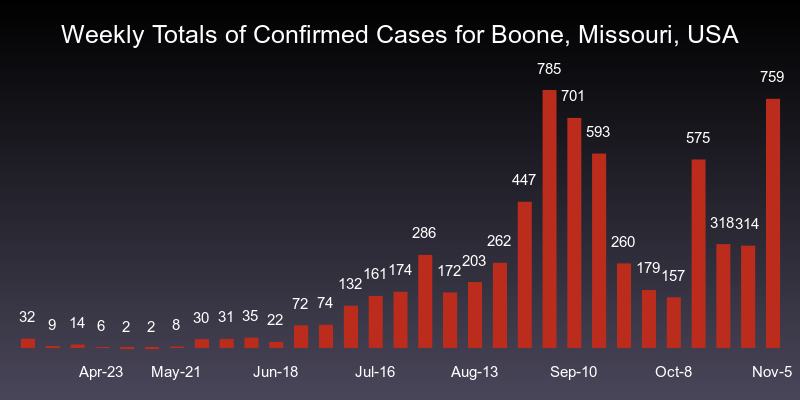 Weekly Totals of Confirmed Cases for Boone, Missouri, USA
32 9 14 6 2 2 8 30 31 35 22 72 74 132 161 174 286 172 203 262 447 785 701 593 260 179 157 575 318 314 759
Apr-23 May-21 Jun-18 Jul-16 Aug-13 Sep-10 Oct-8 Nov-5